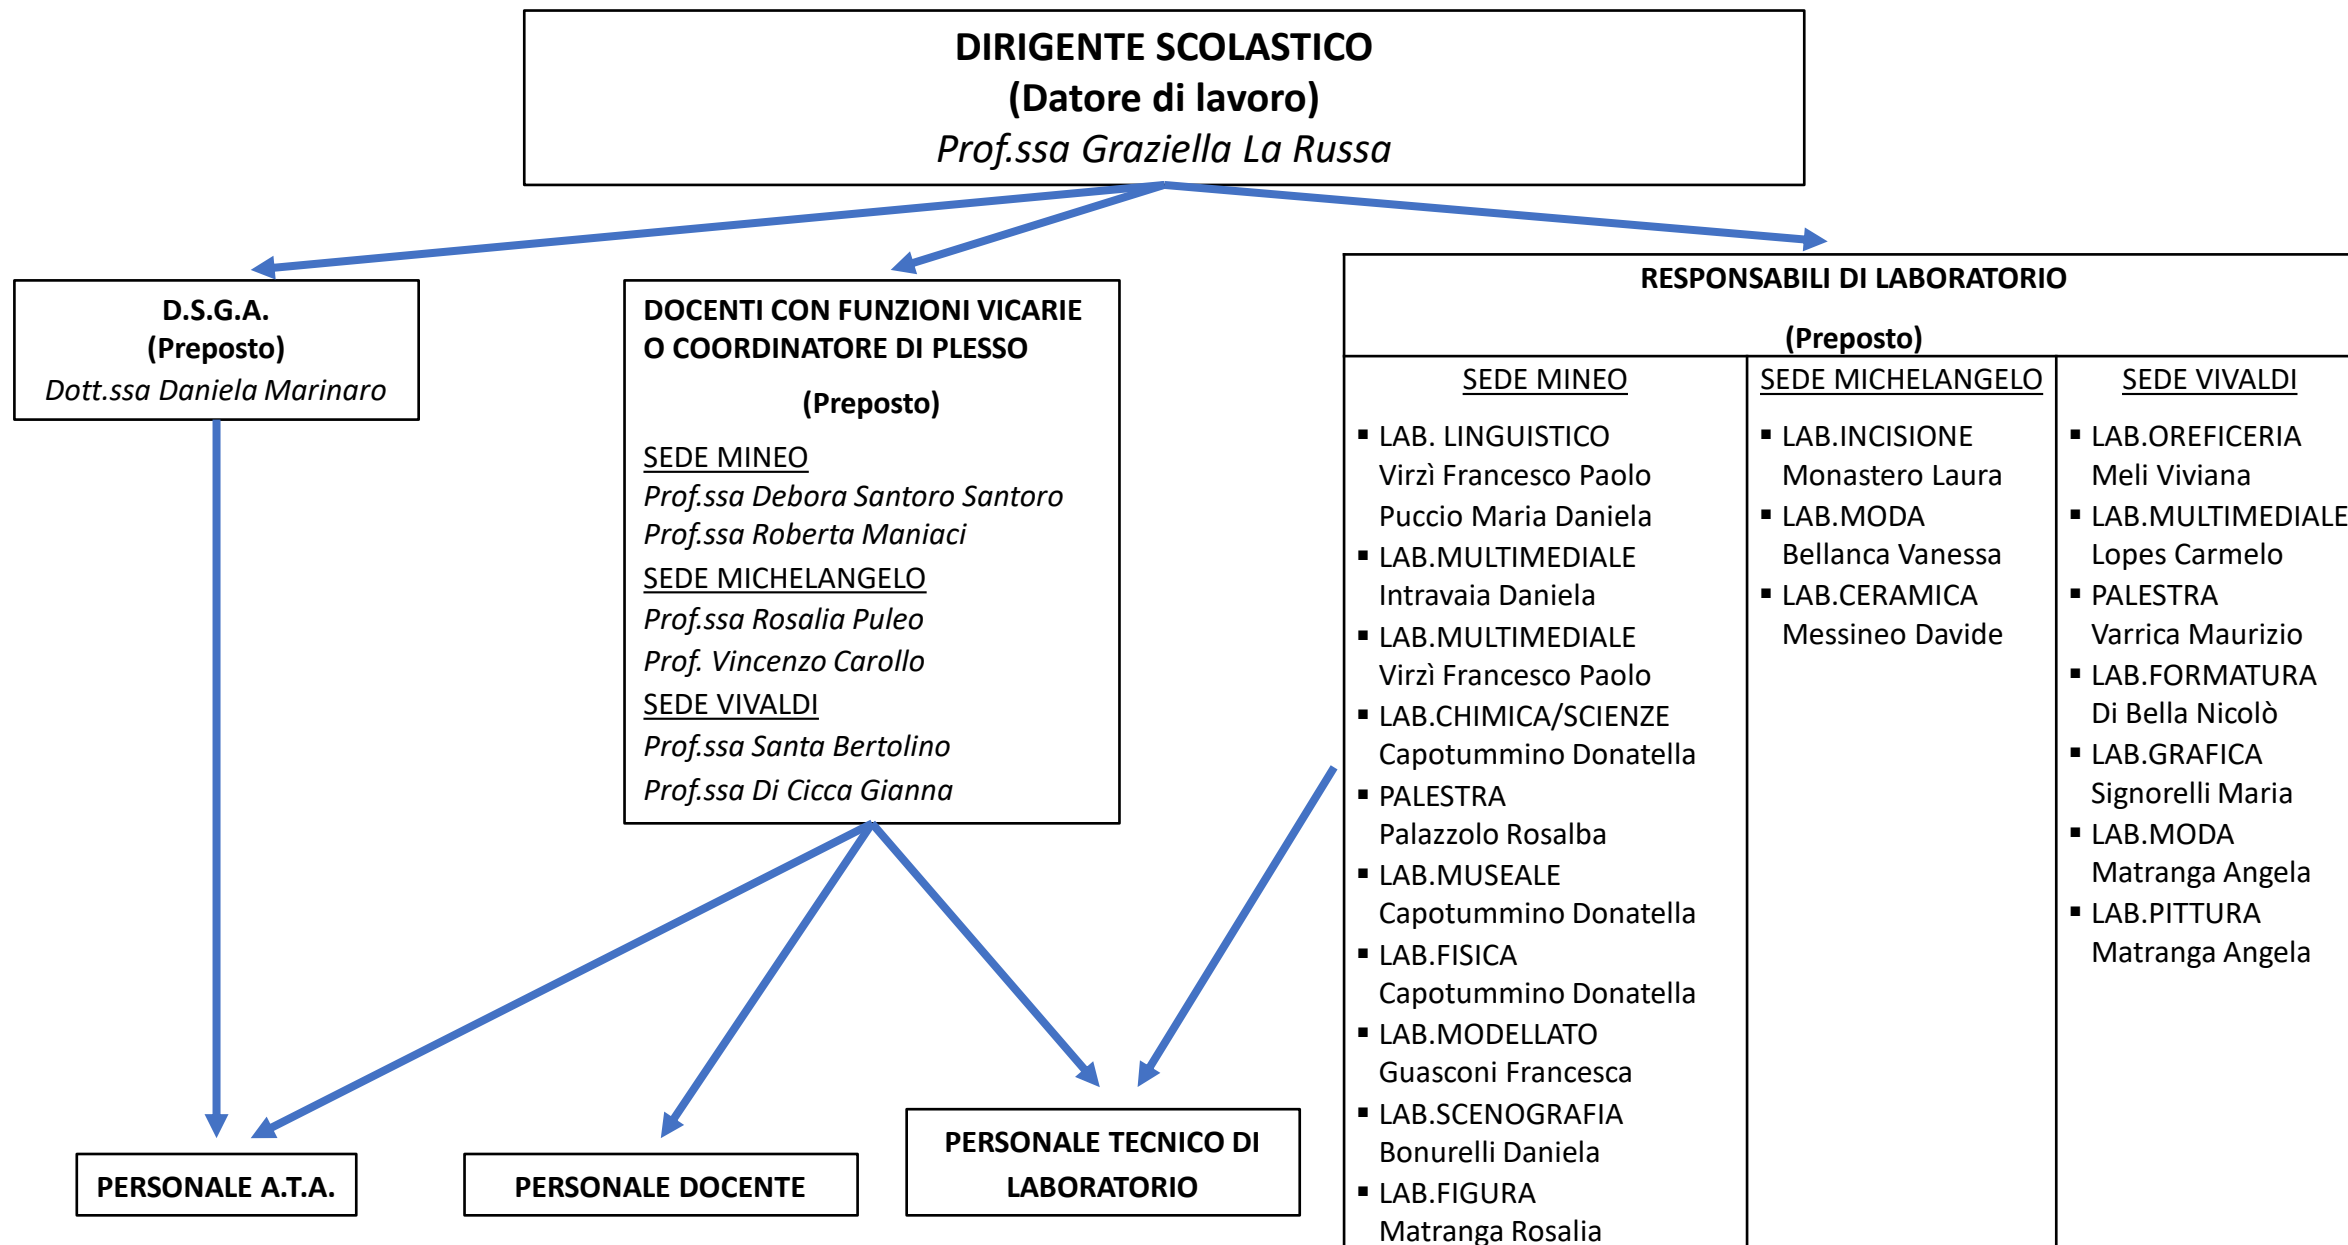 DIRIGENTE SCOLASTICO
(Datore di lavoro)
Prof.ssa Graziella La Russa
D.S.G.A.
(Preposto)
Dott.ssa Daniela Marinaro
DOCENTI CON FUNZIONI VICARIE
O COORDINATORE DI PLESSO
(Preposto)
SEDE MINEO
Prof.ssa Debora Santoro Santoro
Prof.ssa Roberta Maniaci
SEDE MICHELANGELO
Prof.ssa Rosalia Puleo
Prof. Vincenzo Carollo
SEDE VIVALDI
Prof.ssa Santa Bertolino
Prof.ssa Di Cicca Gianna
RESPONSABILI DI LABORATORIO
(Preposto)
SEDE MINEO
▪ LAB. LINGUISTICO
Virzì Francesco Paolo
Puccio Maria Daniela
▪ LAB.MULTIMEDIALE
Intravaia Daniela
▪ LAB.MULTIMEDIALE
Virzì Francesco Paolo
▪ LAB.CHIMICA/SCIENZE
Capotummino Donatella
▪ PALESTRA
Palazzolo Rosalba
▪ LAB.MUSEALE
Capotummino Donatella
▪ LAB.FISICA
Capotummino Donatella
▪ LAB.MODELLATO
Guasconi Francesca
▪ LAB.SCENOGRAFIA
Bonurelli Daniela
▪ LAB.FIGURA
Matranga Rosalia
SEDE MICHELANGELO
▪ LAB.INCISIONE
Monastero Laura
▪ LAB.MODA
Bellanca Vanessa
▪ LAB.CERAMICA
Messineo Davide
SEDE VIVALDI
▪ LAB.OREFICERIA
Meli Viviana
▪ LAB.MULTIMEDIALE
Lopes Carmelo
▪ PALESTRA
Varrica Maurizio
▪ LAB.FORMATURA
Di Bella Nicolò
▪ LAB.GRAFICA
Signorelli Maria
▪ LAB.MODA
Matranga Angela
▪ LAB.PITTURA
Matranga Angela
PERSONALE A.T.A.
PERSONALE DOCENTE
PERSONALE TECNICO DI
LABORATORIO